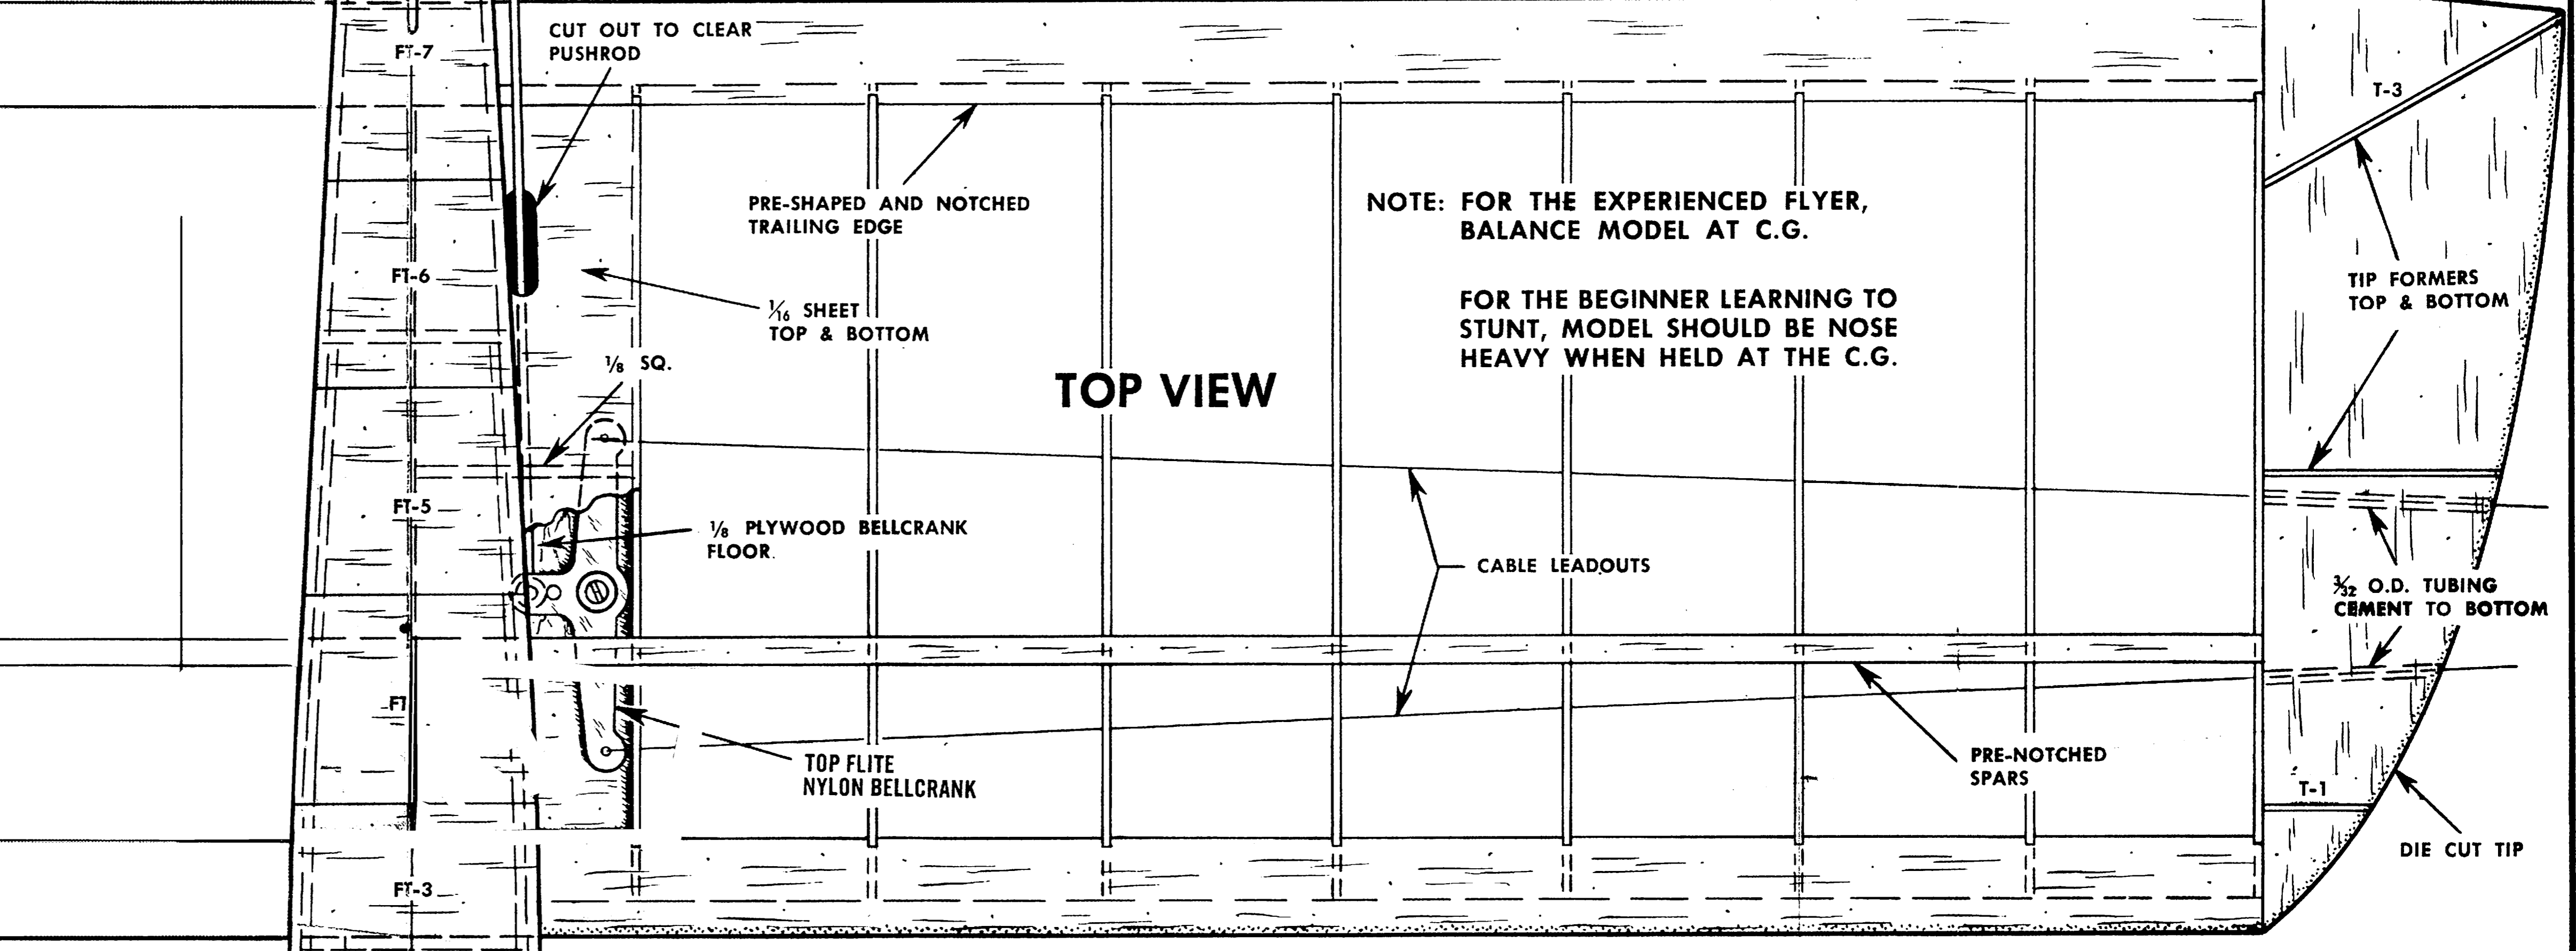 CUT OUT TO CLEAR
PUSHROD
FT-7
T-3
PRE-SHAPED AND NOTCHED
TRAILING EDGE
NOTE: FOR THE EXPERIENCED FLYER,
BALANCE MODEL AT C.G.
FT-6
TIP FORMERS
TOP & BOTTOM
1/16 SHEET
TOP & BOTTOM
FOR THE BEGINNER LEARNING TO
STUNT, MODEL SHOULD BE NOSE
HEAVY WHEN HELD AT THE C.G.
1/8 SQ.
TOP VIEW
FT-5
1/8 PLYWOOD BELLCRANK
FLOOR.
CABLE LEADOUTS
3/32 O.D. TUBING
CEMENT TO BOTTOM
TOP FLITE
NYLON BELLCRANK
PRE-NOTCHED
SPARS
T-1
DIE CUT TIP
FT-3